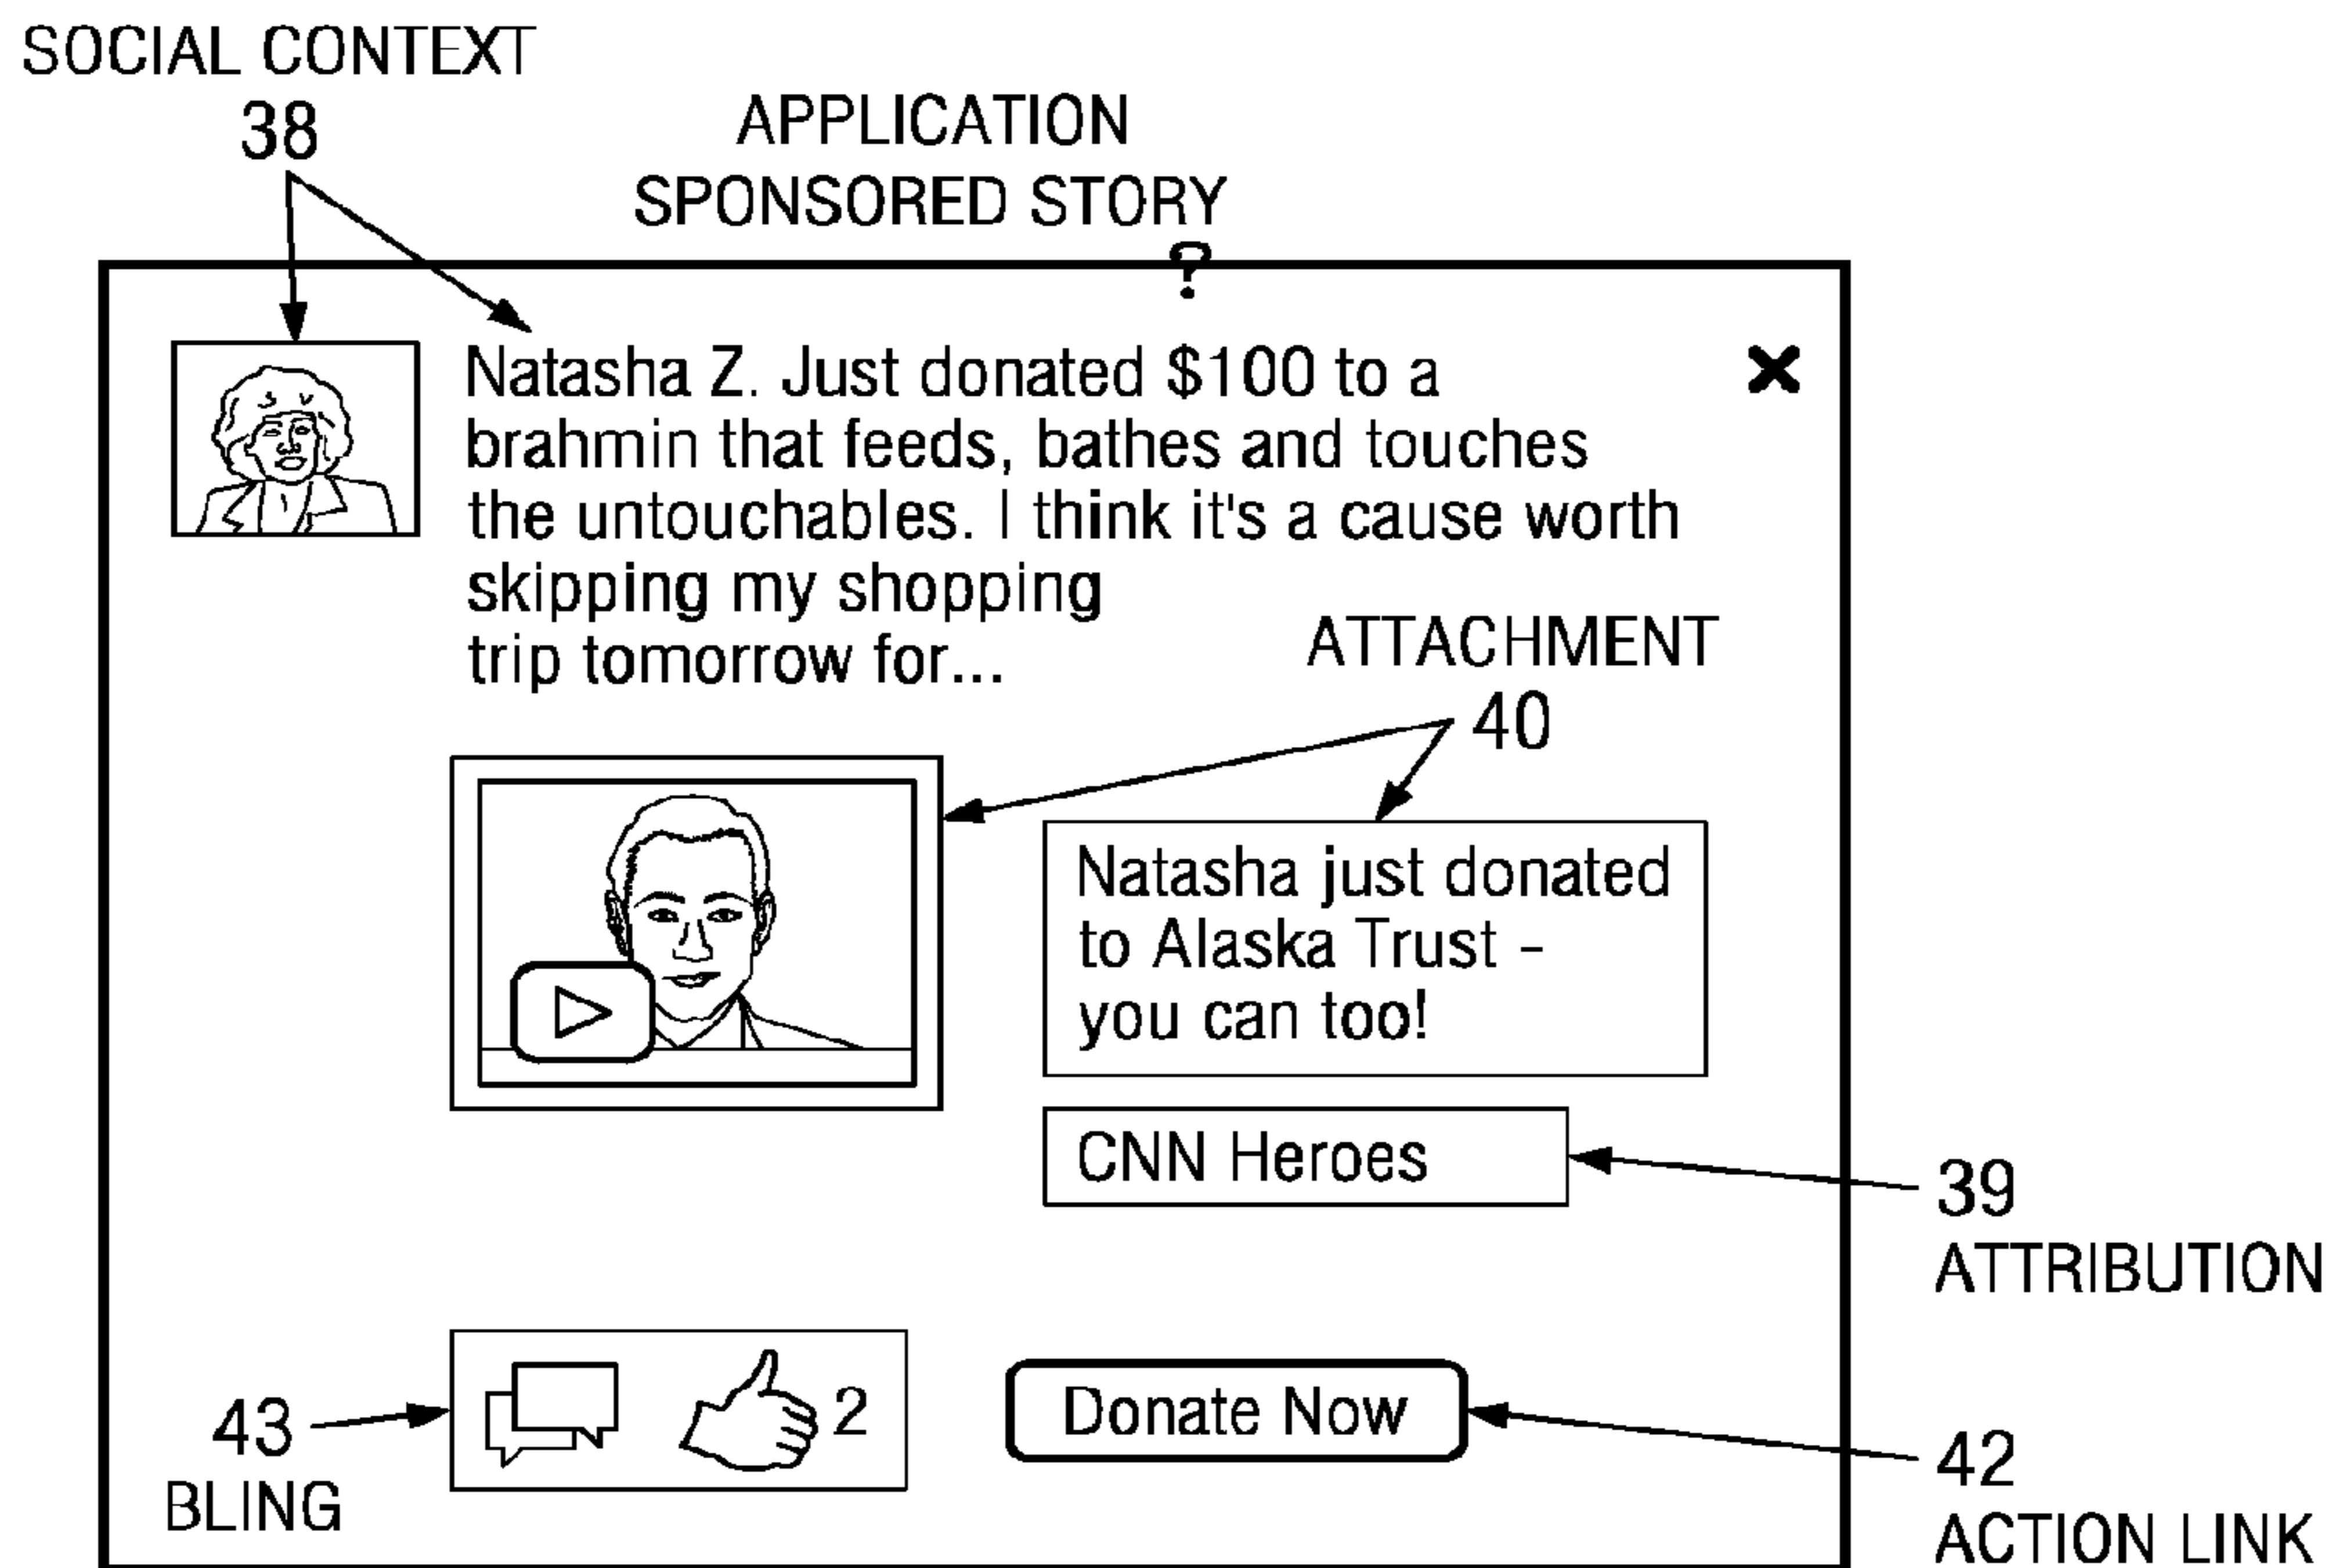 SOCIAL CONTEXT
38
APPLICATION
SPONSORED STORY
?
Natasha Z. Just donated $100 to a
brahmin that feeds, bathes and touches
the untouchables. I think it's a cause worth
skipping my shopping
trip tomorrow for...
ATTACHMENT
40
Natasha just donated
to Alaska Trust -
you can too!
CNN Heroes
39
ATTRIBUTION
43
BLING
2
Donate Now
42
ACTION LINK